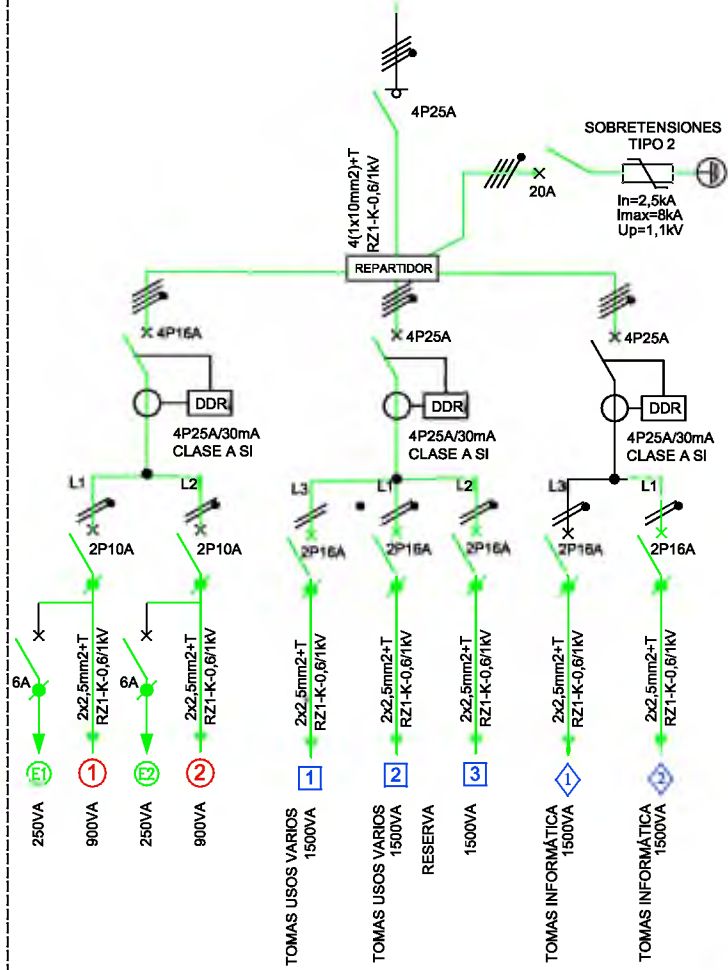 4P25A
SOBRETENSIONES
TIPO 2
4(1x10mm2)+T
RZ1-K-0,6/1kV
20A
In=2,5kA
Imax=8kA
Up=1,1kV
REPARTIDOR
4P16A
4P25A
4P25A
DDR
DDR
DDR
4P25A/30mA
CLASE A SI
4P25A/30mA
CLASE A SI
4P25A/30mA
CLASE A SI
L1
L2
L3
L1
L2
L3
L1
2P10A
2P10A
2P16A
2P16A
2P16A
2P16A
2P16A
6A
2x2,5mm2+T
RZ1-K-0,6/1kV
6A
2x2,5mm2+T
RZ1-K-0,6/1kV
2x2,5mm2+T
RZ1-K-0,6/1kV
2x2,5mm2+T
RZ1-K-0,6/1kV
2x2,5mm2+T
RZ1-K-0,6/1kV
2x2,5mm2+T
RZ1-K-0,6/1kV
2x2,5mm2+T
RZ1-K-0,6/1kV
E1
1
E2
2
1
2
3
1
2
250VA
900VA
250VA
900VA
TOMAS USOS VARIOS
1500VA
TOMAS USOS VARIOS
1500VA
RESERVA
1500VA
TOMAS INFORMÁTICA
1500VA
TOMAS INFORMÁTICA
1500VA